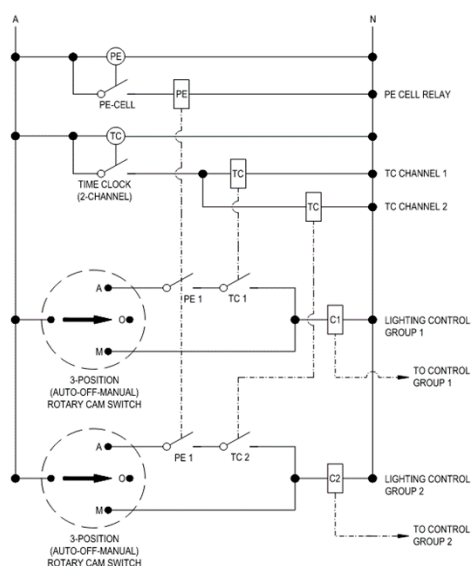 A
N
PE
PE-CELL
PE
PE CELL RELAY
TC
TIME CLOCK
(2-CHANNEL)
TC
TC CHANNEL 1
TC
TC CHANNEL 2
A
PE 1
TC 1
O
C1
LIGHTING CONTROL
GROUP 1
M
3-POSITION
(AUTO-OFF-MANUAL)
ROTARY CAM SWITCH
TO CONTROL
GROUP 1
A
PE 1
TC 2
O
C2
LIGHTING CONTROL
GROUP 2
M
3-POSITION
(AUTO-OFF-MANUAL)
ROTARY CAM SWITCH
TO CONTROL
GROUP 2